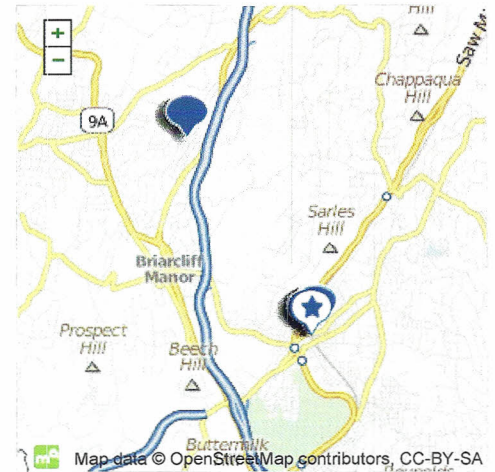 +
−
Hill
Saw M
Chappaqua
Hill
9A
Sarles
Hill
Briarcliff
Manor
Prospect
Hill
Beech
Hill
Buttermilk
Map data © OpenStreetMap contributors, CC-BY-SA